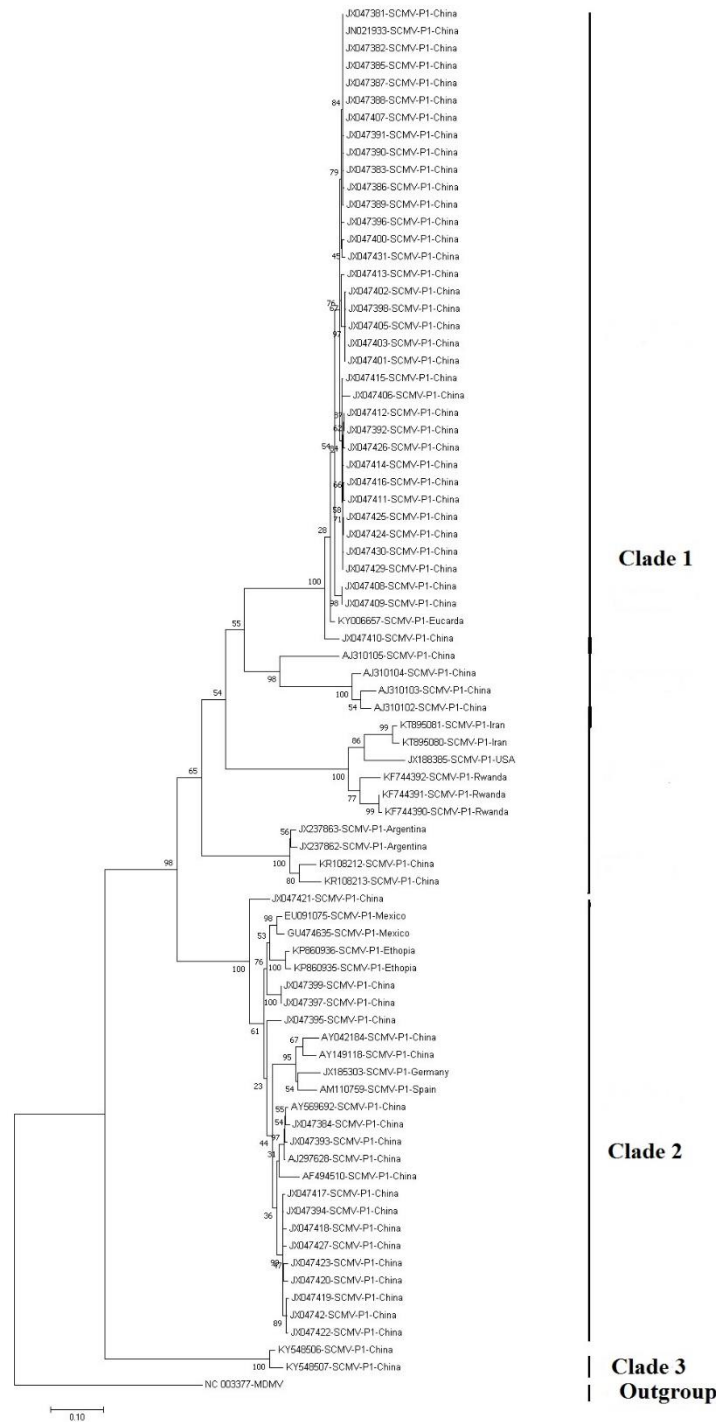 JX047381-SCMV-P1-China
JN021933-SCMV-P1-China
JX047382-SCMV-P1-China
JX047385-SCMV-P1-China
JX047387-SCMV-P1-China
JX047388-SCMV-P1-China
84
JX047407-SCMV-P1-China
JX047391-SCMV-P1-China
JX047390-SCMV-P1-China
79
JX047383-SCMV-P1-China
JX047386-SCMV-P1-China
JX047389-SCMV-P1-China
JX047396-SCMV-P1-China
JX047400-SCMV-P1-China
45
JX047431-SCMV-P1-China
JX047413-SCMV-P1-China
JX047402-SCMV-P1-China
76
67
JX047398-SCMV-P1-China
JX047405-SCMV-P1-China
97
JX047403-SCMV-P1-China
JX047401-SCMV-P1-China
JX047415-SCMV-P1-China
JX047406-SCMV-P1-China
JX047412-SCMV-P1-China
62
JX047392-SCMV-P1-China
54
JX047426-SCMV-P1-China
JX047414-SCMV-P1-China
66
JX047416-SCMV-P1-China
JX047411-SCMV-P1-China
58
71
JX047425-SCMV-P1-China
JX047424-SCMV-P1-China
28
JX047430-SCMV-P1-China
Clade 1
JX047429-SCMV-P1-China
100
JX047408-SCMV-P1-China
98
JX047409-SCMV-P1-China
KY006657-SCMV-P1-Eucarda
55
JX047410-SCMV-P1-China
AJ310105-SCMV-P1-China
98
AJ310104-SCMV-P1-China
100
AJ310103-SCMV-P1-China
54
AJ310102-SCMV-P1-China
54
99
KT895081-SCMV-P1-Iran
86
KT895080-SCMV-P1-Iran
JX188385-SCMV-P1-USA
100
KF744392-SCMV-P1-Rwanda
77
65
KF744391-SCMV-P1-Rwanda
99
KF744390-SCMV-P1-Rwanda
56
JX237863-SCMV-P1-Argentina
JX237862-SCMV-P1-Argentina
98
100
KR108212-SCMV-P1-China
80
KR108213-SCMV-P1-China
JX047421-SCMV-P1-China
98
EU091075-SCMV-P1-Mexico
53
GU474635-SCMV-P1-Mexico
KP860936-SCMV-P1-Ethopia
100
76
100
KP860935-SCMV-P1-Ethopia
JX047399-SCMV-P1-China
100
JX047397-SCMV-P1-China
61
JX047395-SCMV-P1-China
67
AY042184-SCMV-P1-China
95
AY149118-SCMV-P1-China
JX185303-SCMV-P1-Germany
23
54
AM110759-SCMV-P1-Spain
55
AY569692-SCMV-P1-China
54
JX047384-SCMV-P1-China
97
44
JX047393-SCMV-P1-China
Clade 2
31
AJ297628-SCMV-P1-China
AF494510-SCMV-P1-China
JX047417-SCMV-P1-China
36
JX047394-SCMV-P1-China
JX047418-SCMV-P1-China
JX047427-SCMV-P1-China
JX047423-SCMV-P1-China
JX047420-SCMV-P1-China
JX047419-SCMV-P1-China
JX04742-SCMV-P1-China
89
JX047422-SCMV-P1-China
KY548506-SCMV-P1-China
100
KY548507-SCMV-P1-China
Clade 3
NC 003377-MDMV
Outgroup
0.10